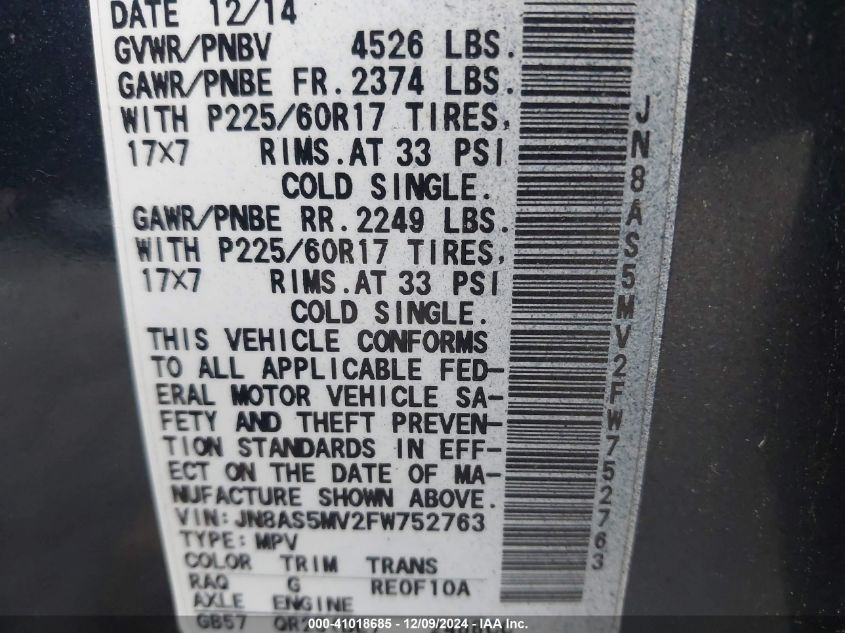 DATE 12/14
GVWR/PNBV 4526 LBS.
GAWR/PNBE FR. 2374 LBS.
WITH P225/60R17 TIRES,
17X7 RIMS. AT 33 PSI
COLD SINGLE.
GAWR/PNBE RR. 2249 LBS.
WITH P225/60R17 TIRES,
17X7 RIMS. AT 33 PSI
COLD SINGLE.
THIS VEHICLE CONFORMS
TO ALL APPLICABLE FED-
ERAL MOTOR VEHICLE SA-
FETY AND THEFT PREVEN-
TION STANDARDS IN EFF-
ECT ON THE DATE OF MA-
NUFACTURE SHOWN ABOVE.
VIN: JN8AS5MV2FW752763
TYPE: MPV
COLOR TRIM TRANS
RAQ G RE0F10A
AXLE ENGINE
GB57
JN8AS5MV2FW752763
000-41018685 - 12/09/2024 - IAA Inc.